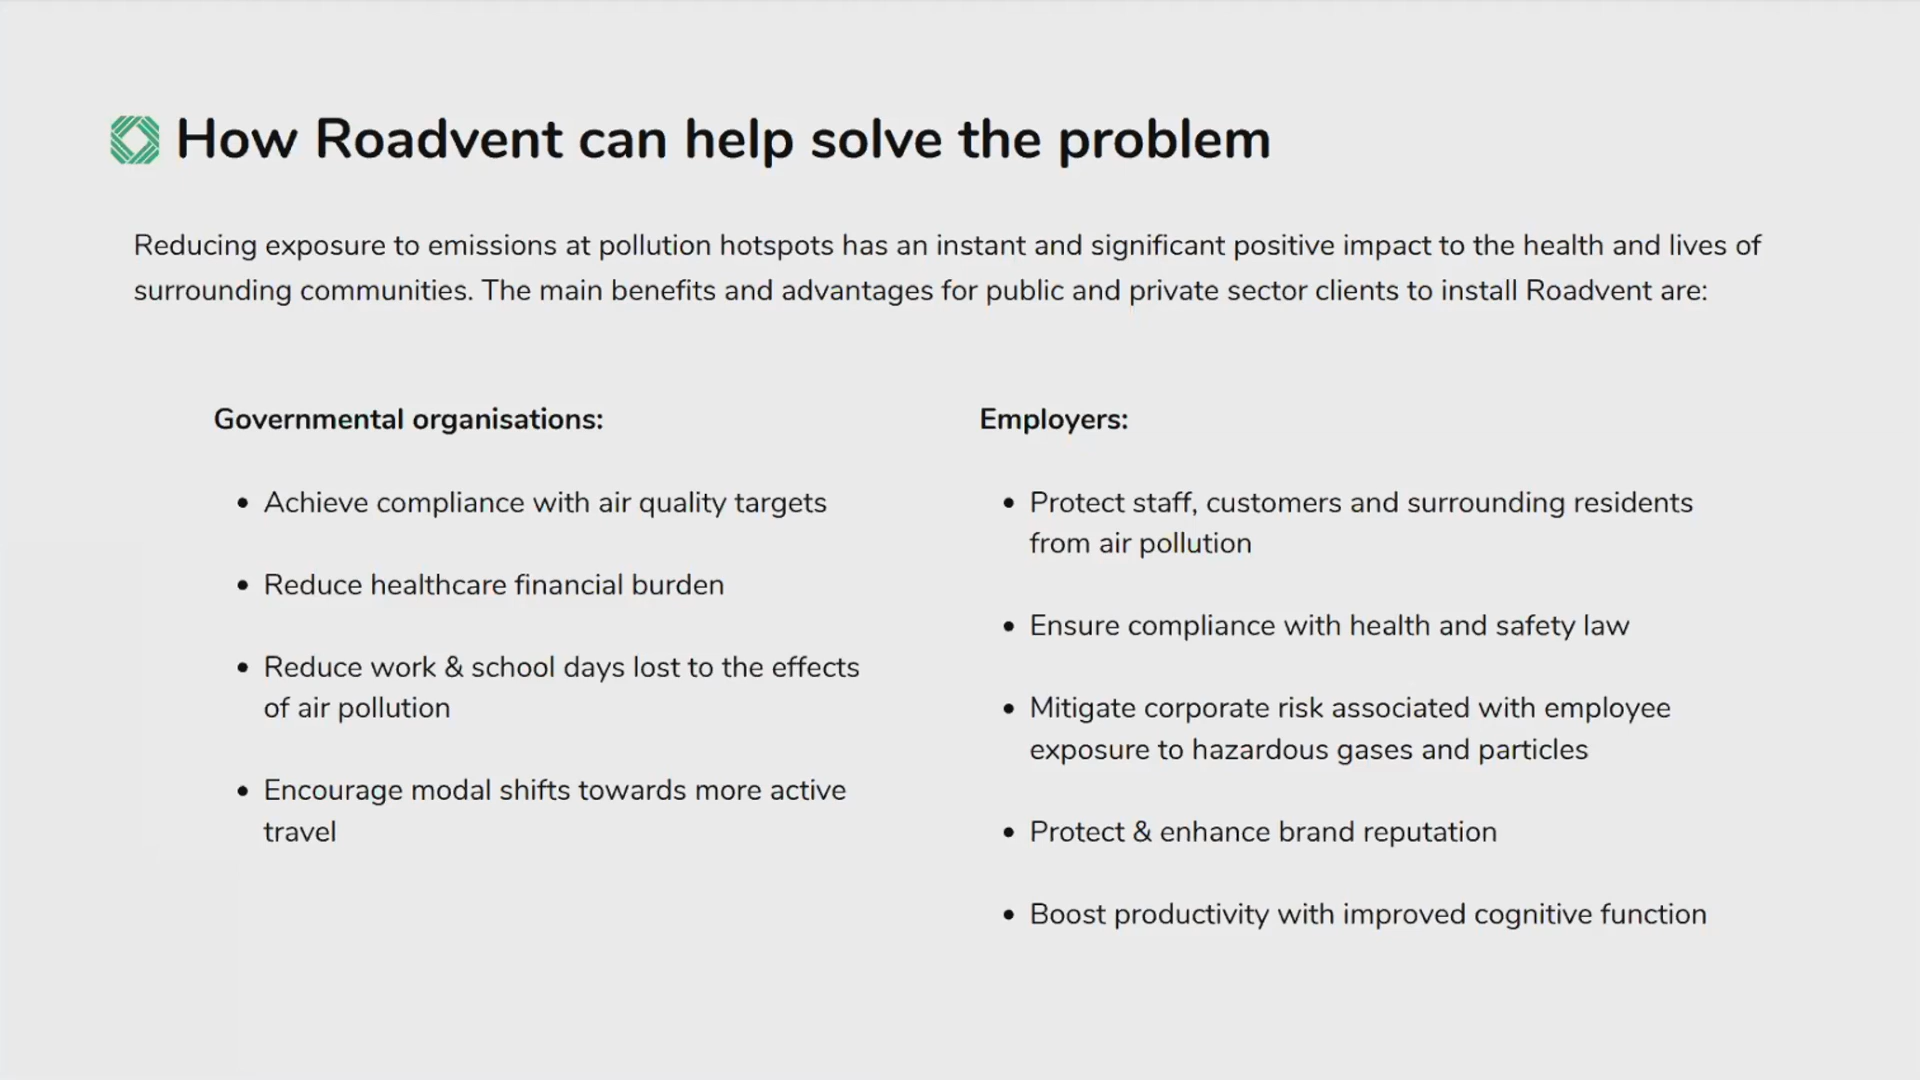 How Roadvent can help solve the problem
Reducing exposure to emissions at pollution hotspots has an instant and significant positive impact to the health and lives of
surrounding communities. The main benefits and advantages for public and private sector clients to install Roadvent are:
Governmental organisations:
• Achieve compliance with air quality targets
• Reduce healthcare financial burden
• Reduce work & school days lost to the effects
of air pollution
• Encourage modal shifts towards more active
travel
Employers:
• Protect staff, customers and surrounding residents
from air pollution
• Ensure compliance with health and safety law
• Mitigate corporate risk associated with employee
exposure to hazardous gases and particles
• Protect & enhance brand reputation
• Boost productivity with improved cognitive function